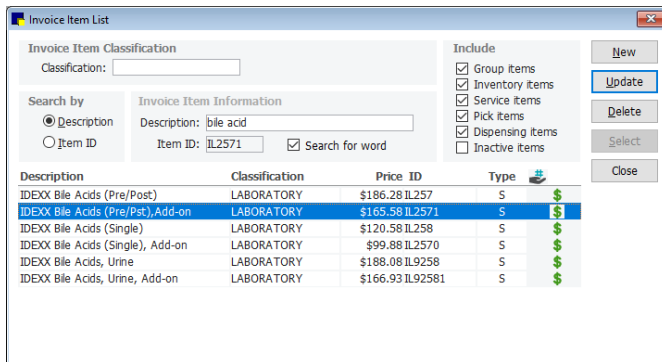 Invoice Item List
Invoice Item Classification
Classification:
Include
Group items
Inventory items
Service items
Pick items
Dispensing items
Inactive items
New
Update
Delete
Select
Close
Search by
Description
Item ID
Invoice Item Information
Description: bile acid
Item ID: IL2571 Search for word
Description Classification Price ID Type #
IDEXX Bile Acids (Pre/Post) LABORATORY $186.28 IL257 S $
IDEXX Bile Acids (Pre/Pst),Add-on LABORATORY $165.58 IL2571 S $
IDEXX Bile Acids (Single) LABORATORY $120.58 IL258 S $
IDEXX Bile Acids (Single), Add-on LABORATORY $99.88 IL2570 S $
IDEXX Bile Acids, Urine LABORATORY $188.08 IL9258 S $
IDEXX Bile Acids, Urine, Add-on LABORATORY $166.93 IL92581 S $